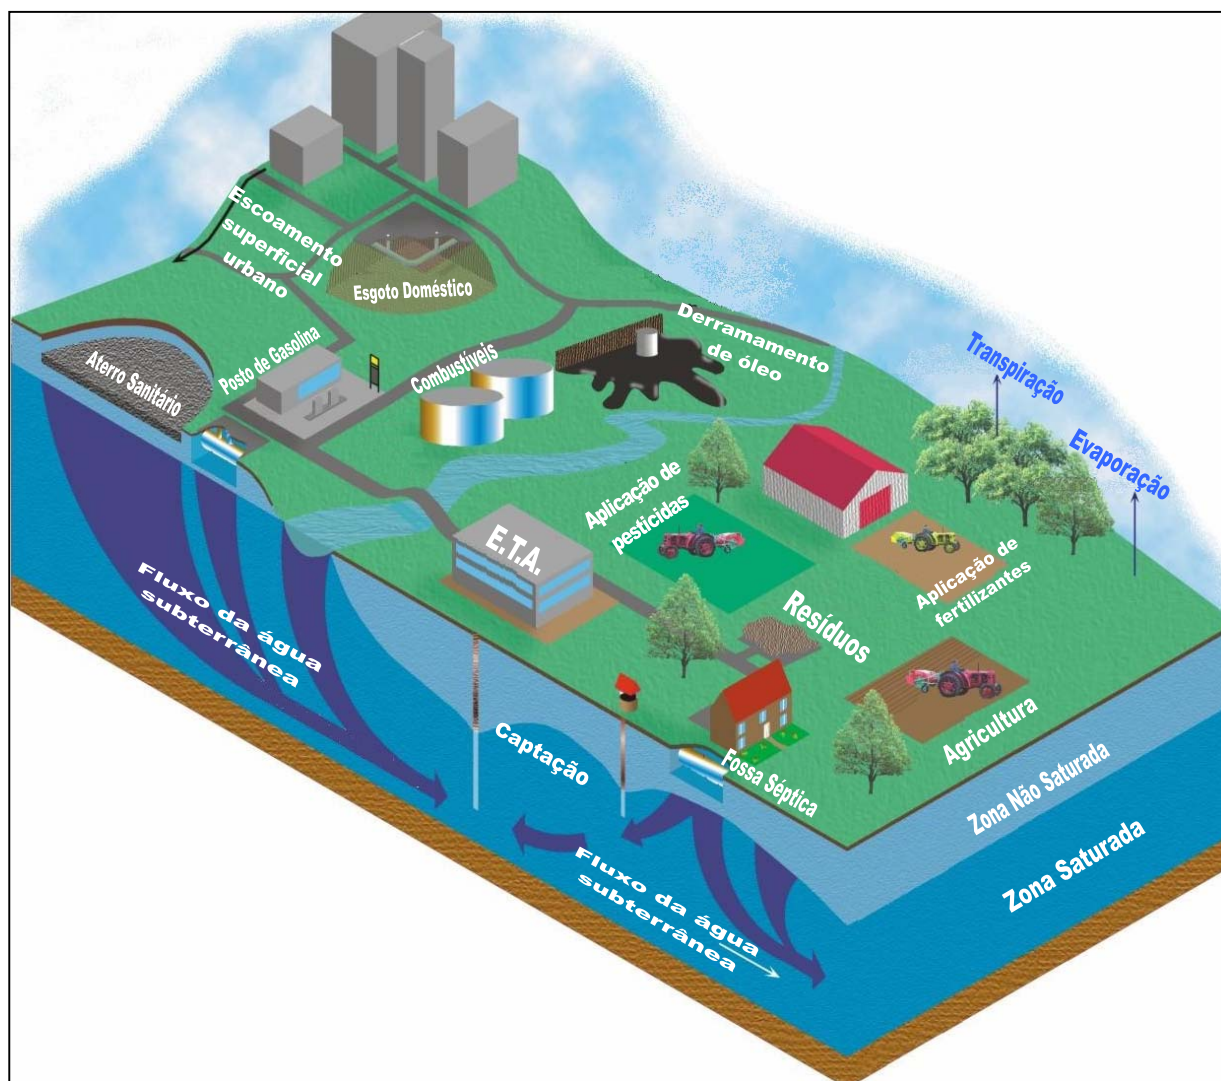 Escoamento
superficial
urbano
Esgoto Doméstico
Derramamento
de óleo
Transpiração
Evaporação
Aterro Sanitário
Posto de Gasolina
Combustíveis
Aplicação de
pesticidas
E.T.A.
Aplicação de
fertilizantes
Resíduos
Fluxo da água
subterrânea
Captação
Fossa Séptica
Agricultura
Zona Não Saturada
Zona Saturada
Fluxo da água
subterrânea